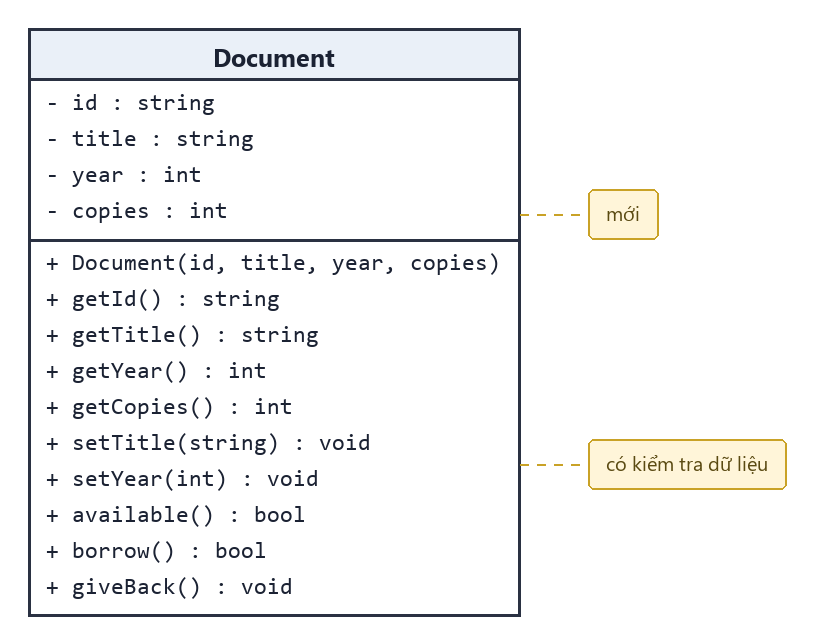 Document
- id : string
- title : string
- year : int
- copies : int
mới
+ Document(id, title, year, copies)
+ getId() : string
+ getTitle() : string
+ getYear() : int
+ getCopies() : int
+ setTitle(string) : void
có kiểm tra dữ liệu
+ setYear(int) : void
+ available() : bool
+ borrow() : bool
+ giveBack() : void